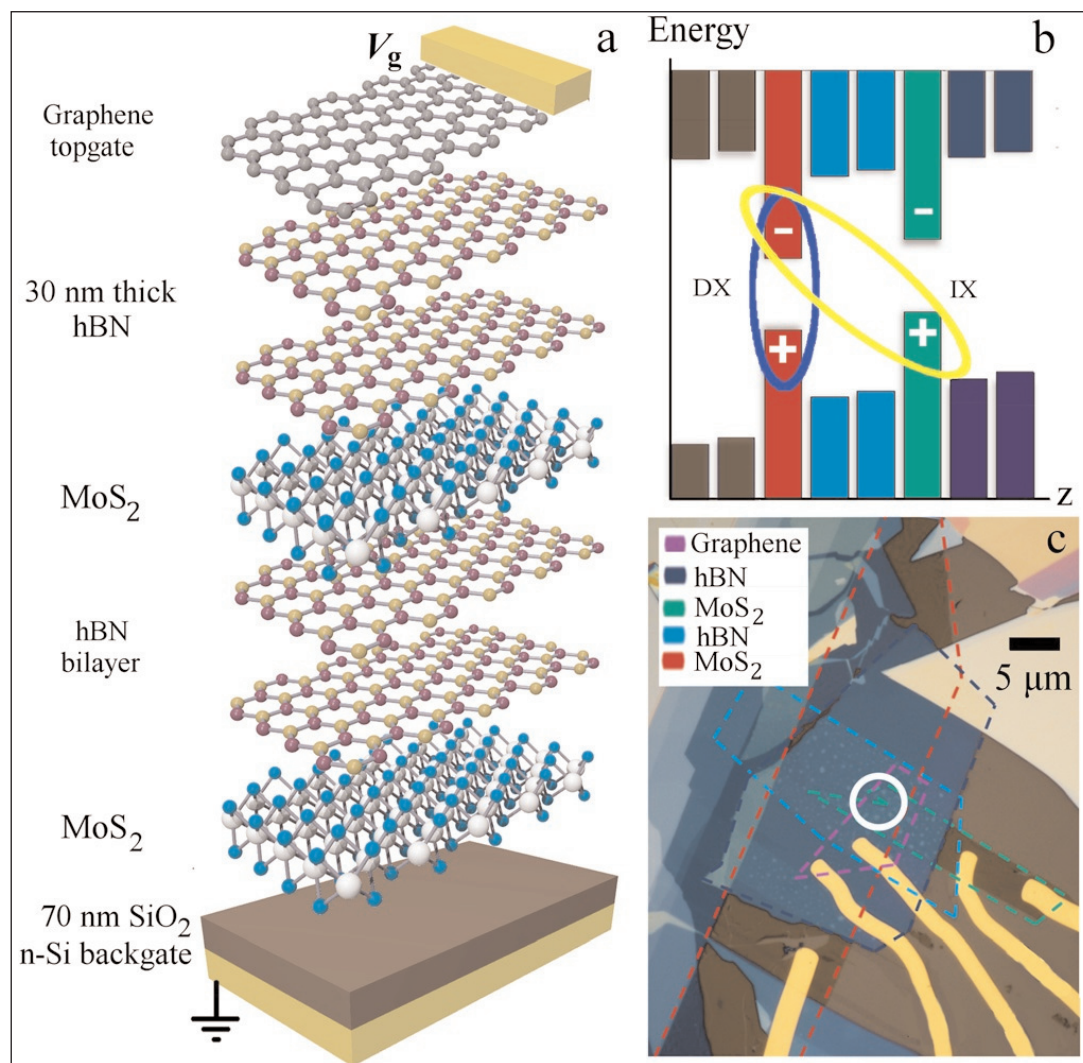 a
V_g
Graphene
topgate
30 nm thick
hBN
MoS₂
hBN
bilayer
MoS₂
70 nm SiO₂
n-Si backgate
Energy
b
DX
IX
-
-
+
+
z
c
Graphene
hBN
MoS₂
hBN
MoS₂
5 μm